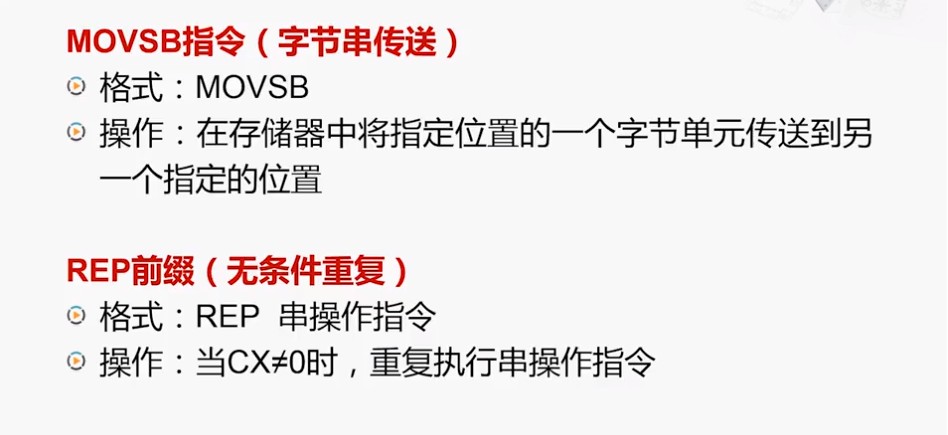 MOVSB指令（字节串传送）
格式：MOVSB
操作：在存储器中将指定位置的一个字节单元传送到另
一个指定的位置
REP前缀（无条件重复）
格式：REP 串操作指令
操作：当CX≠0时，重复执行串操作指令